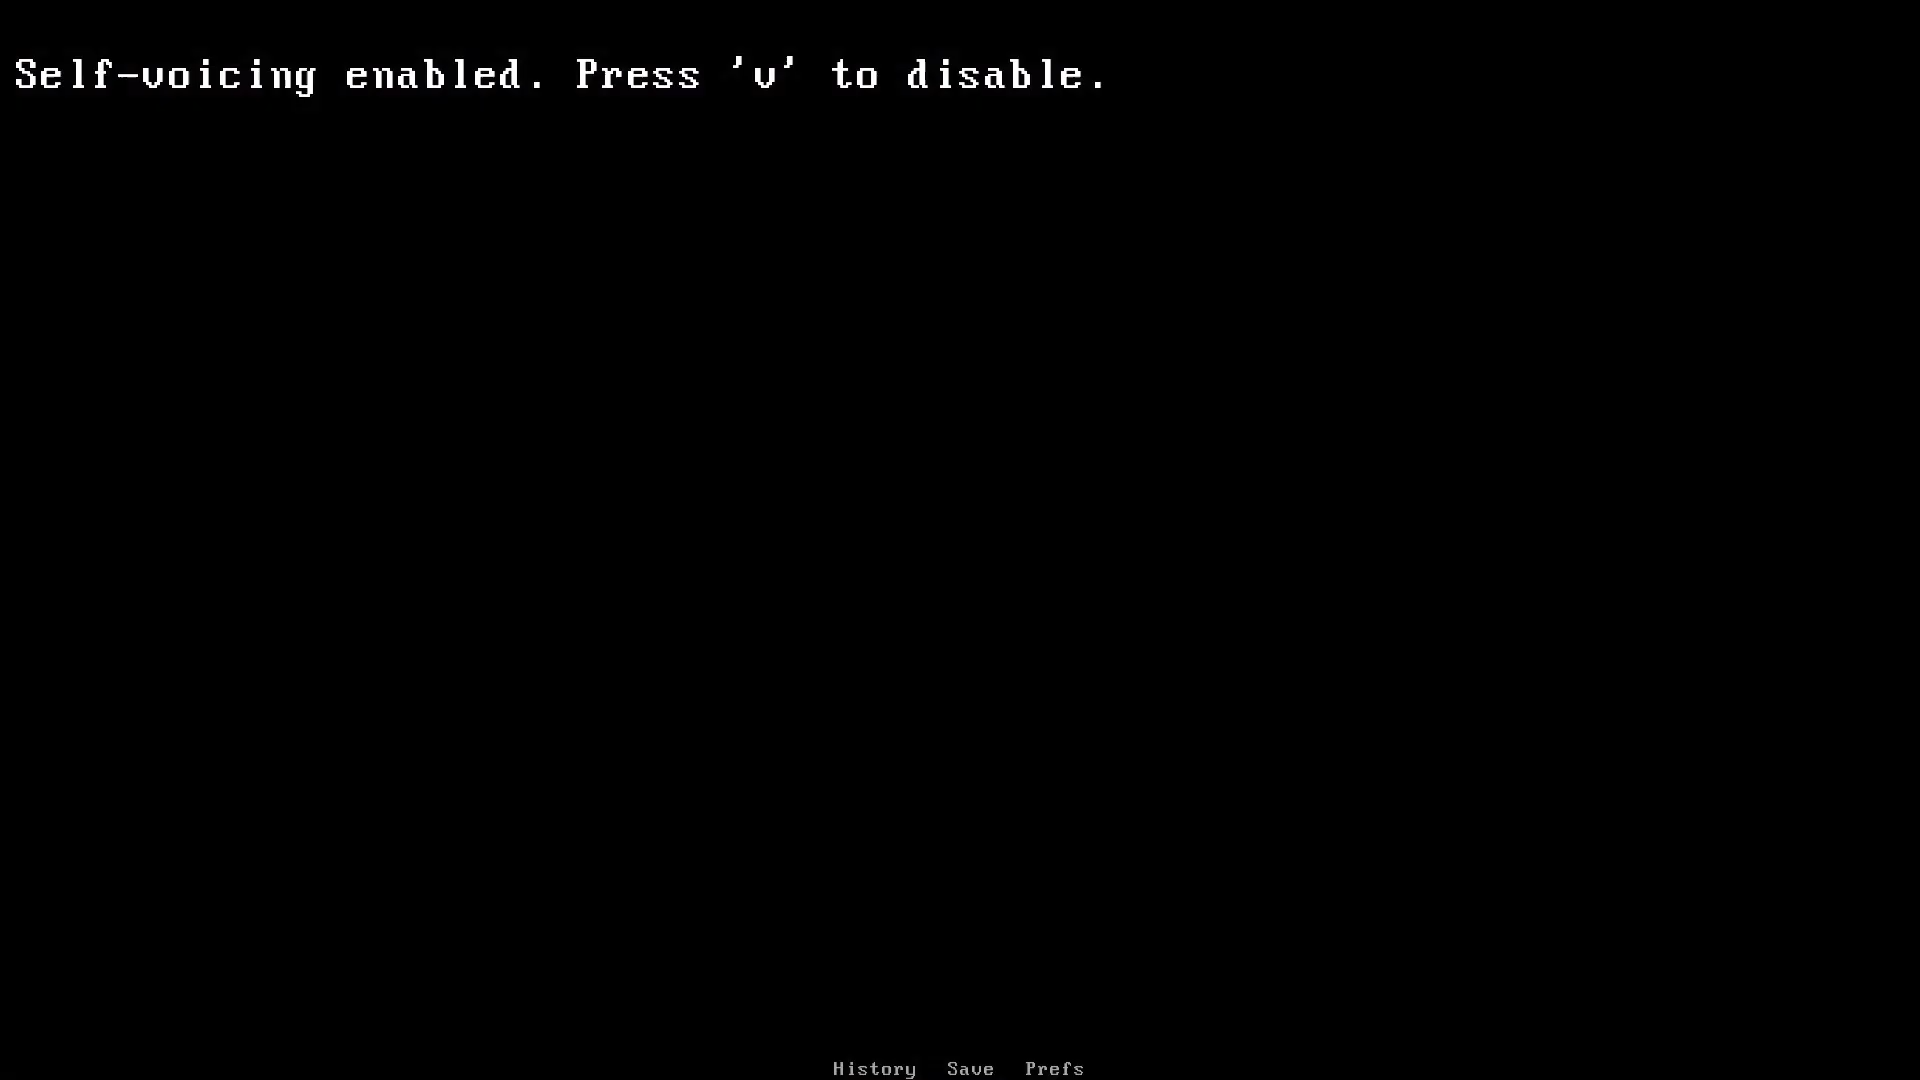 Self-voicing enabled. Press 'v' to disable.
History Save Prefs